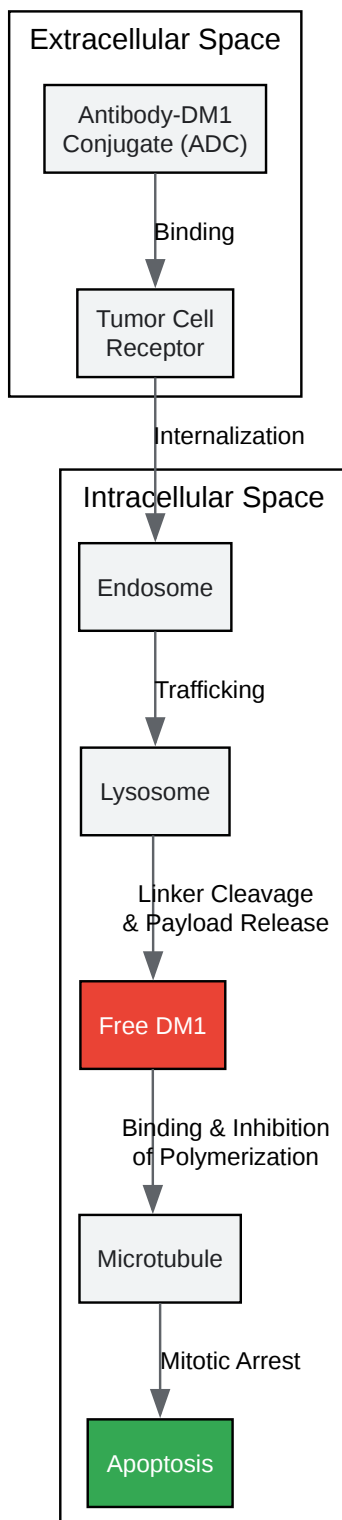 Extracellular Space
Antibody-DM1
Conjugate (ADC)
Binding
Tumor Cell
Receptor
Internalization
Intracellular Space
Endosome
Trafficking
Lysosome
Linker Cleavage
& Payload Release
Free DM1
Binding & Inhibition
of Polymerization
Microtubule
Mitotic Arrest
Apoptosis